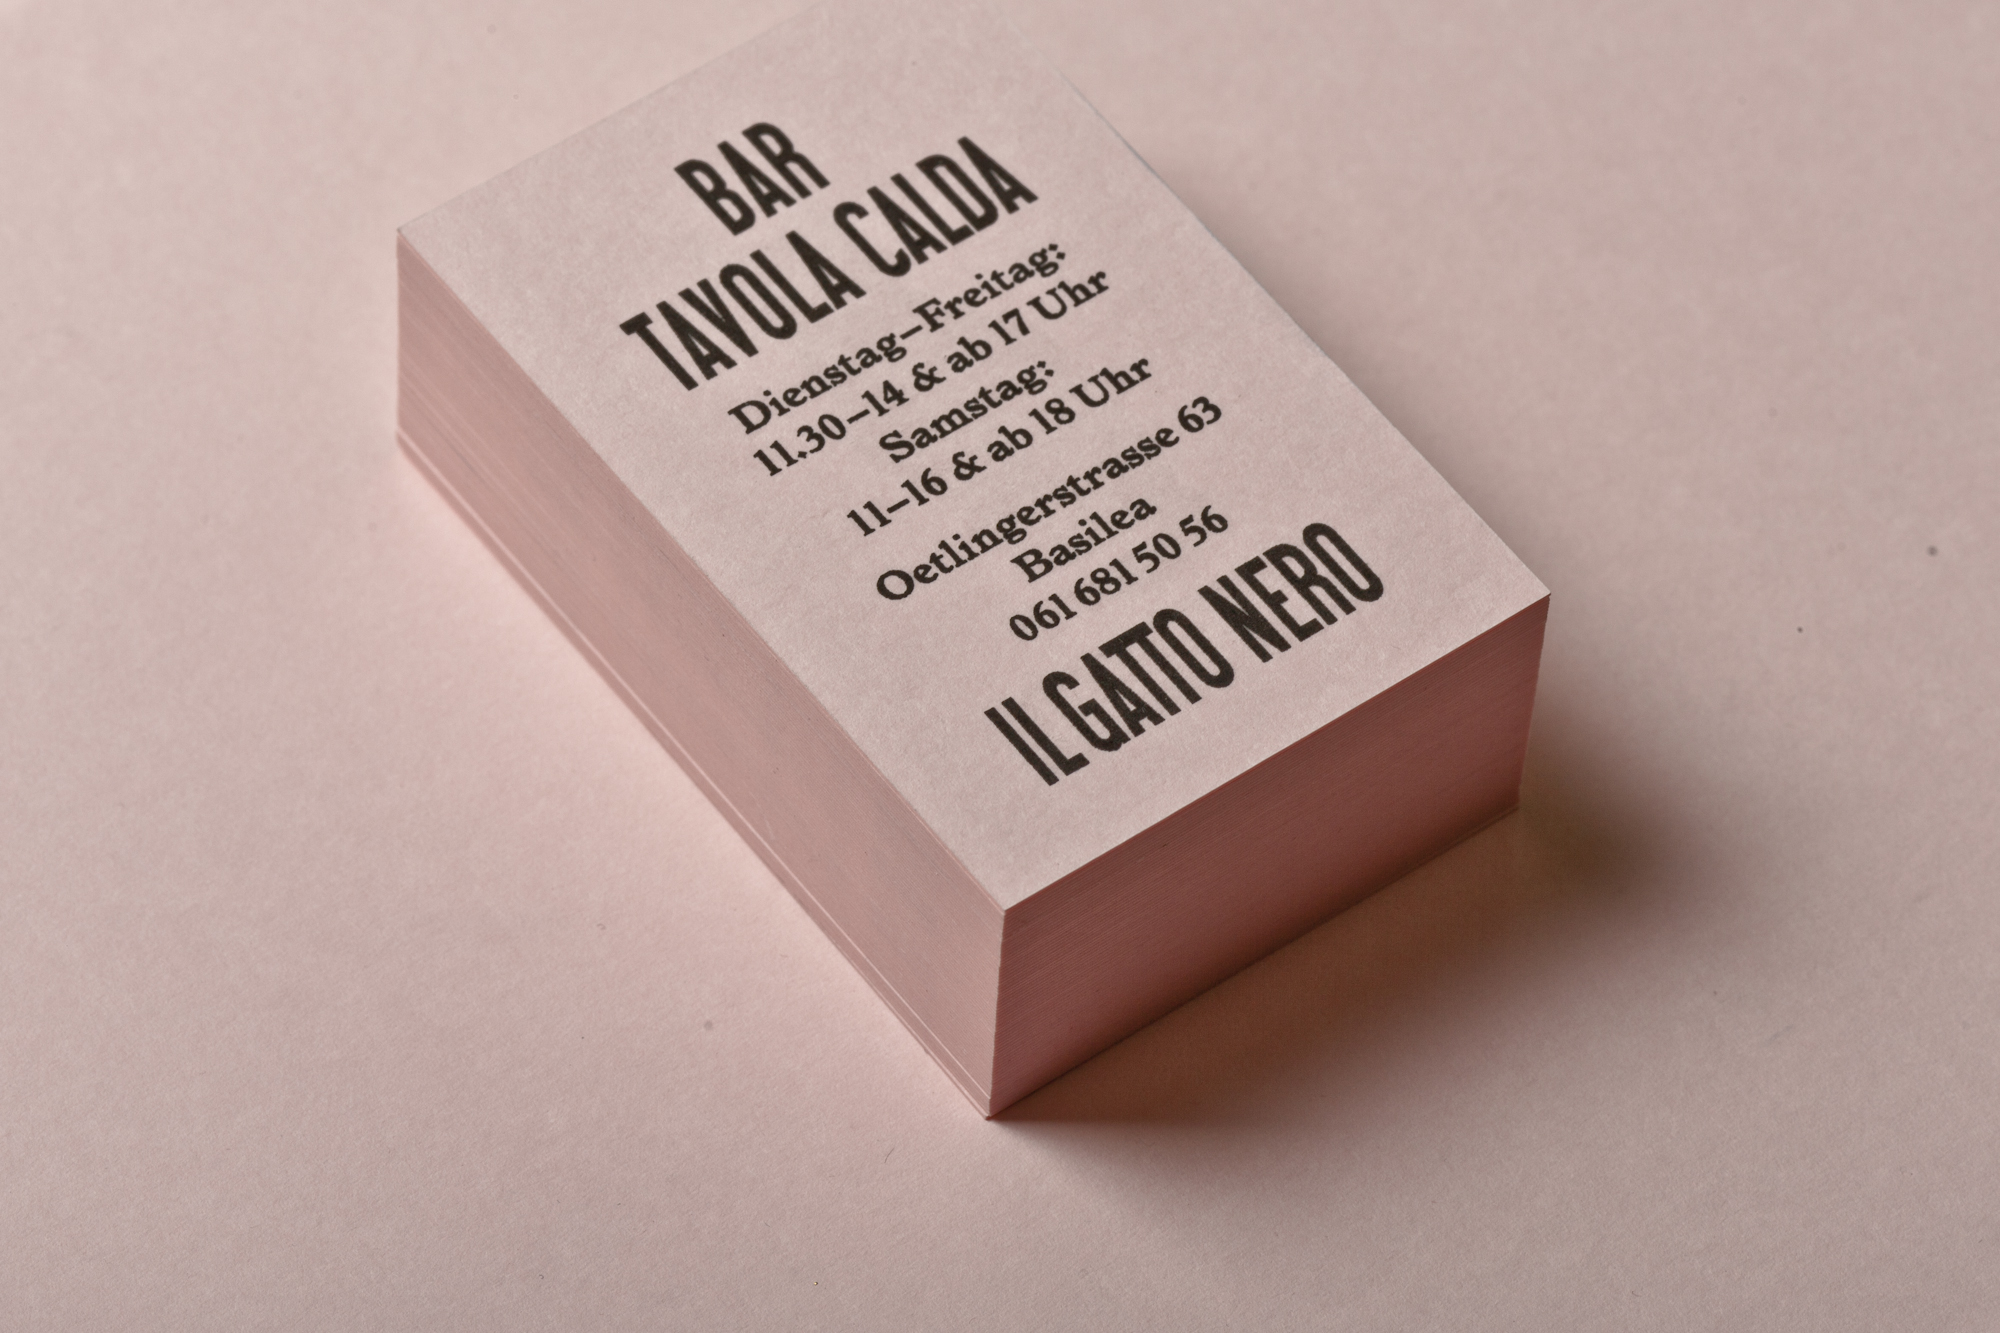 BAR
TAVOLA CALDA
Dienstag–Freitag:
11.30–14 & ab 17 Uhr
Samstag:
11–16 & ab 18 Uhr
Oetlingerstrasse 63
Basilea
061 681 50 56
IL GATTO NERO